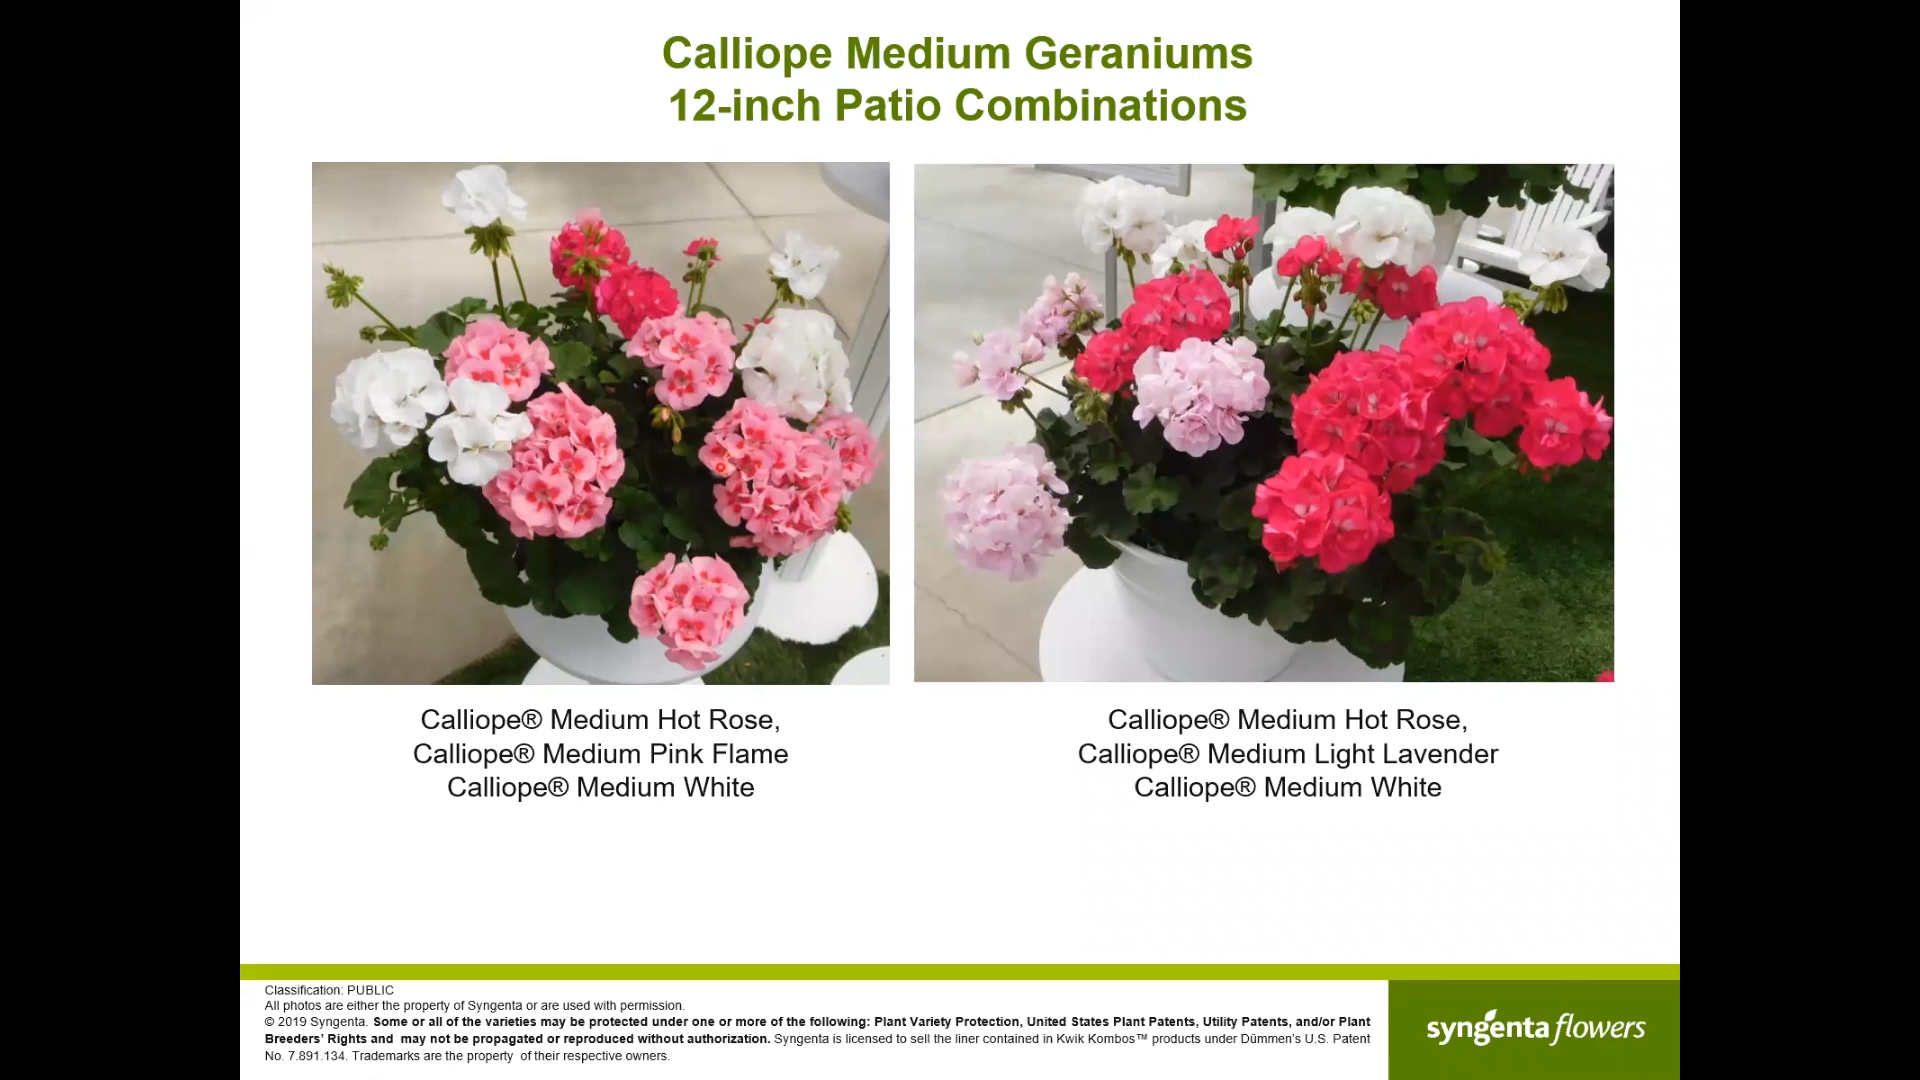 Calliope Medium Geraniums
12-inch Patio Combinations
Calliope® Medium Hot Rose,
Calliope® Medium Pink Flame
Calliope® Medium White
Calliope® Medium Hot Rose,
Calliope® Medium Light Lavender
Calliope® Medium White
Classification: PUBLIC
All photos are either the property of Syngenta or are used with permission.
© 2019 Syngenta. Some or all of the varieties may be protected under one or more of the following: Plant Variety Protection, United States Plant Patents, Utility Patents, and/or Plant
Breeders’ Rights and may not be propagated or reproduced without authorization. Syngenta is licensed to sell the liner contained in Kwik Kombos™ products under Dümmen’s U.S. Patent
No. 7.891.134. Trademarks are the property of their respective owners.
syngenta flowers